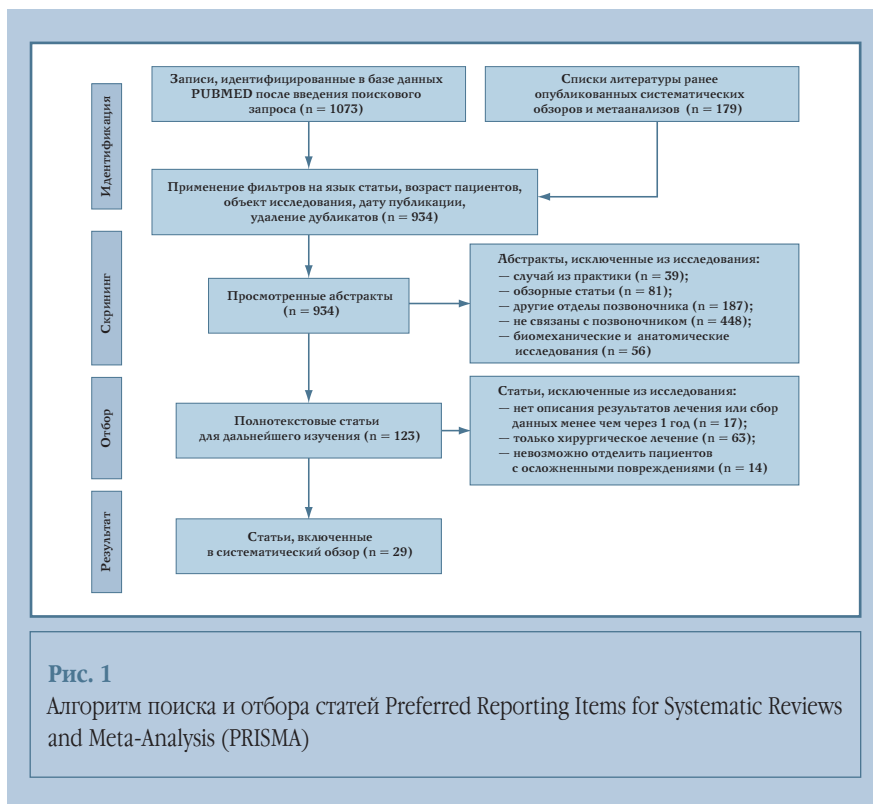 Идентификация
Записи, идентифицированные в базе данных
PUBMED после введения поискового
запроса (n = 1073)
Списки литературы ранее
опубликованных систематических
обзоров и метаанализов (n = 179)
Применение фильтров на язык статьи, возраст пациентов,
объект исследования, дату публикации,
удаление дубликатов (n = 934)
Скрининг
Просмотренные абстракты
(n = 934)
Абстракты, исключенные из исследования:
— случай из практики (n = 39);
— обзорные статьи (n = 81);
— другие отделы позвоночника (n = 187);
— не связаны с позвоночником (n = 448);
— биомеханические и анатомические
исследования (n = 56)
Отбор
Полнотекстовые статьи
для дальнейшего изучения (n = 123)
Статьи, исключенные из исследования:
— нет описания результатов лечения или сбор
данных менее чем через 1 год (n = 17);
— только хирургическое лечение (n = 63);
— невозможно отделить пациентов
с осложненными повреждениями (n = 14)
Результат
Статьи, включенные
в систематический обзор (n = 29)
Рис. 1
Алгоритм поиска и отбора статей Preferred Reporting Items for Systematic Reviews
and Meta-Analysis (PRISMA)